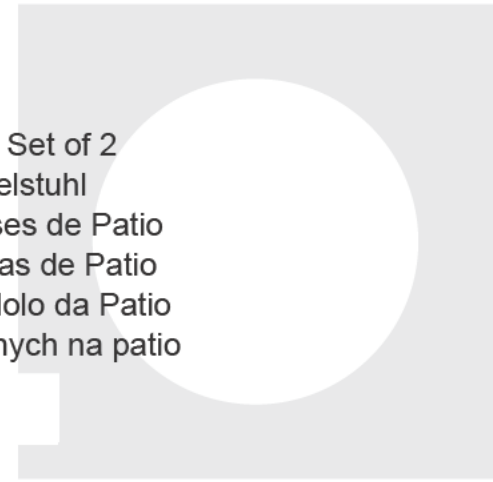 Set of 2
elstuhl
ses de Patio
as de Patio
dolo da Patio
nych na patio